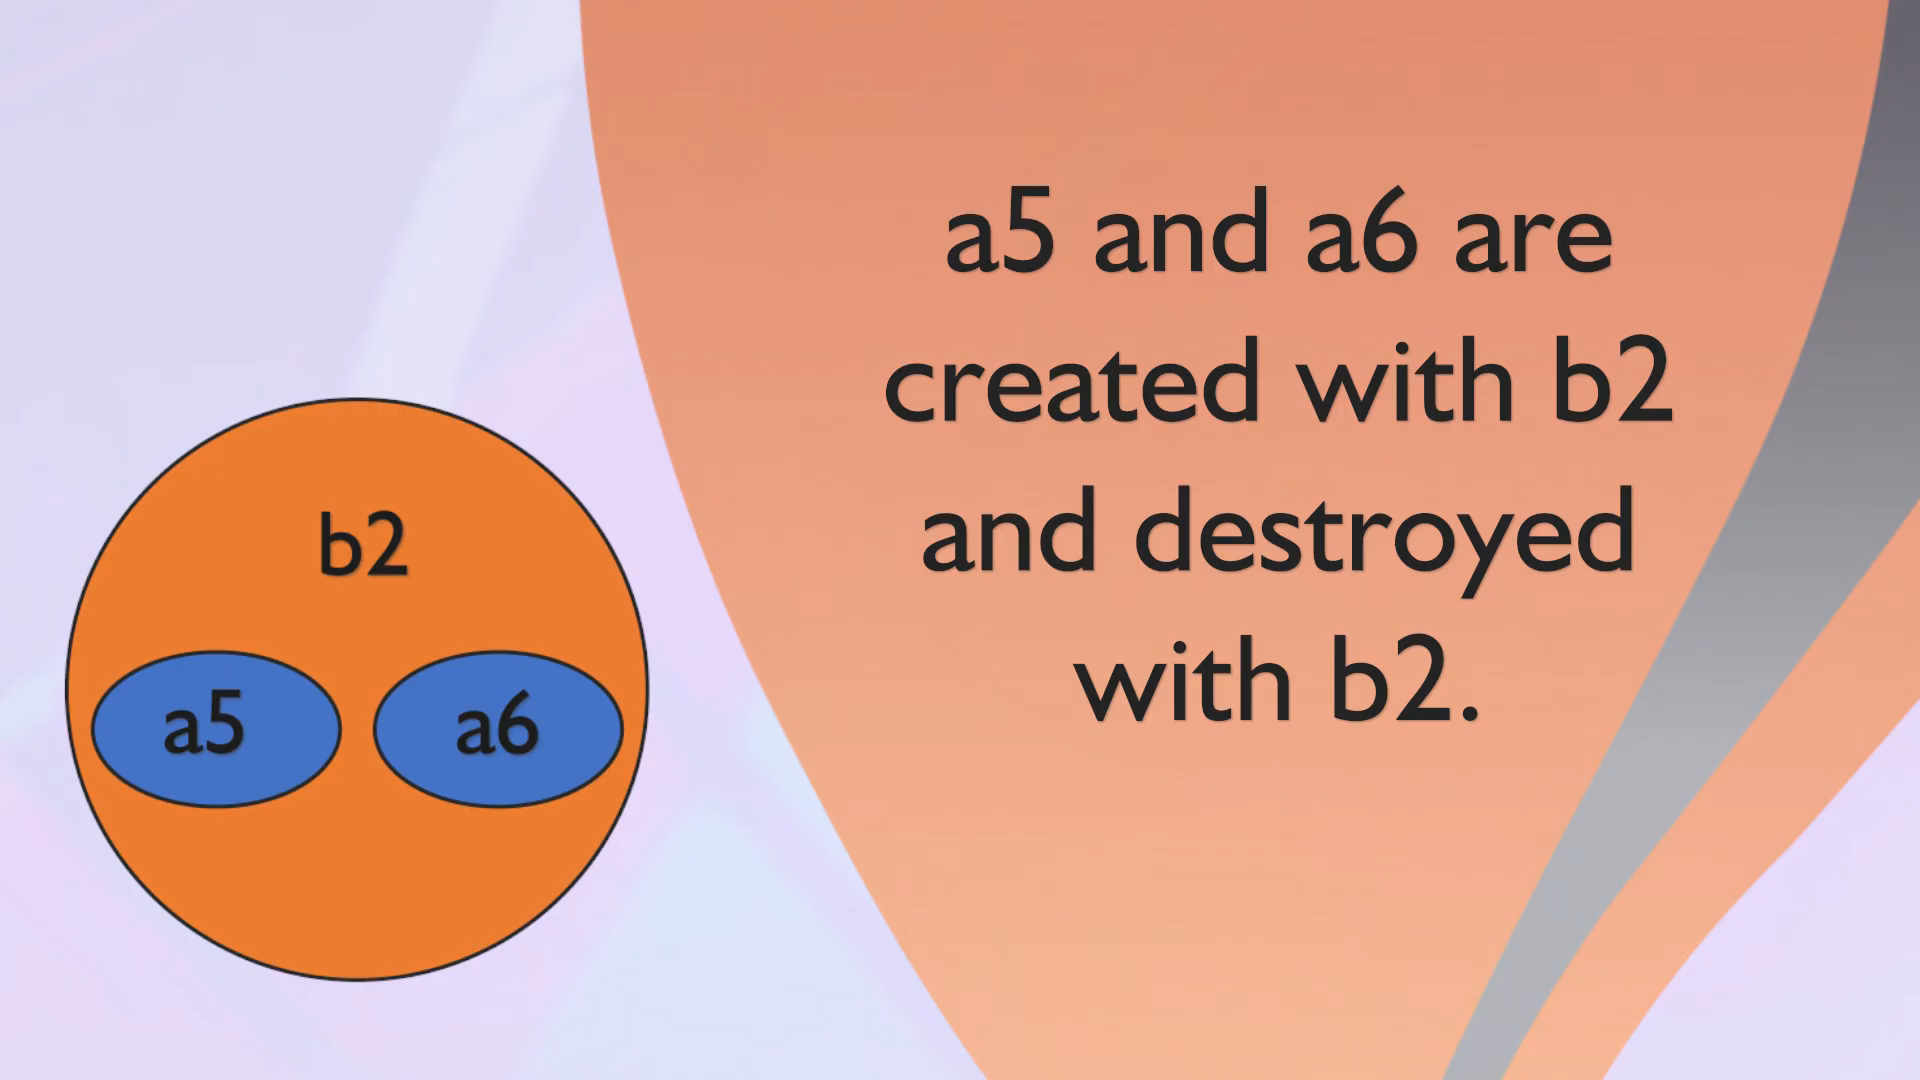 a5 and a6 are
created with b2
and destroyed
with b2.
b2
a5 a6